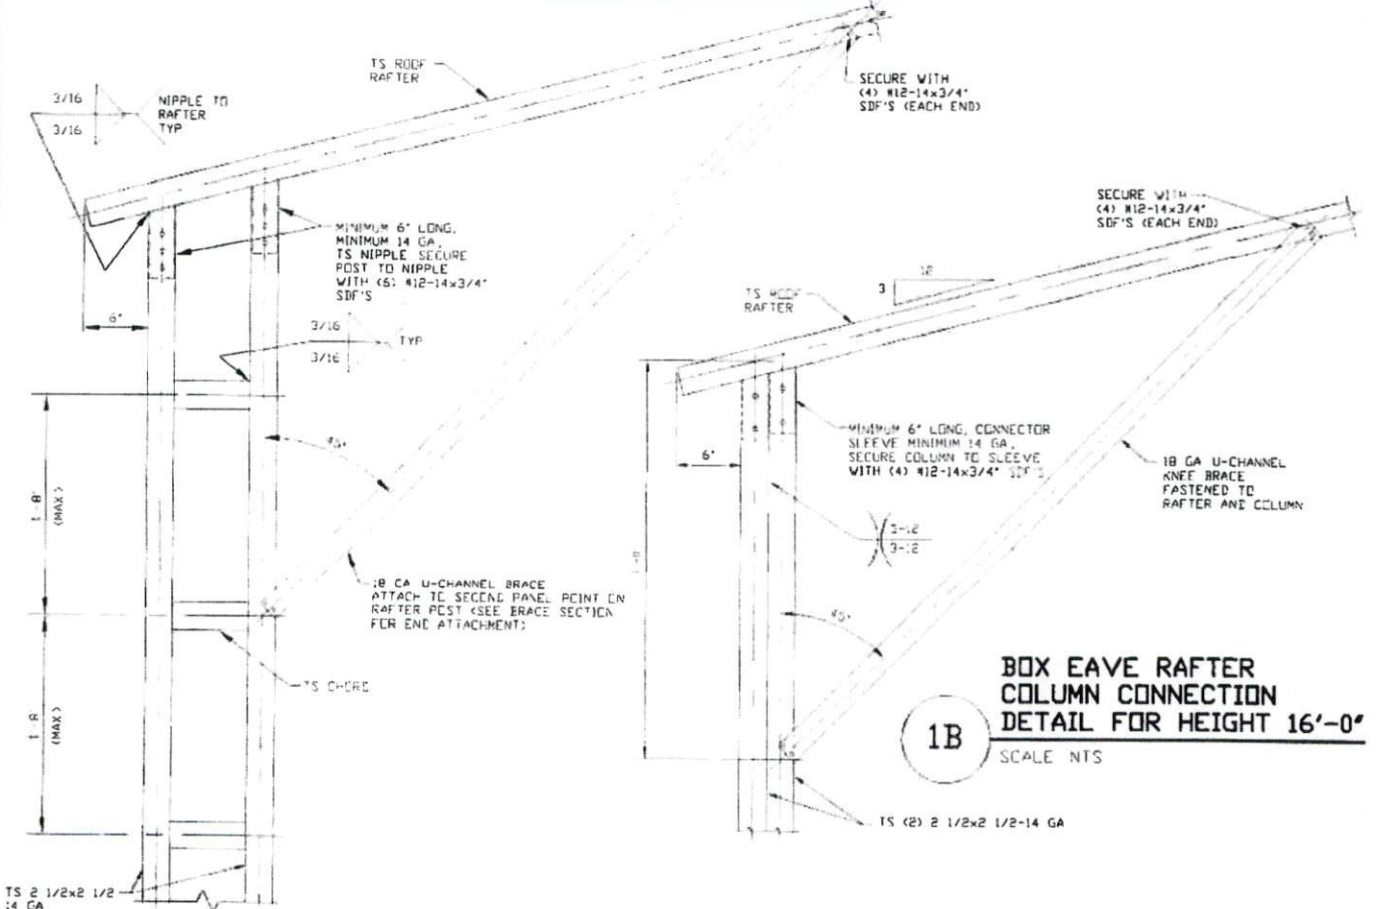 TS ROOF
RAFTER
SECURE WITH
(4) #12-14x3/4"
SDF'S (EACH END)
3/16
3/16
NIPPLE TO
RAFTER
TYP
MINIMUM 6" LONG,
MINIMUM 14 GA,
TS NIPPLE SECURE
POST TO NIPPLE
WITH (6) #12-14x3/4"
SDF'S
6"
3/16
3/16
TYP
45°
1'-8"
(MAX)
18 GA U-CHANNEL BRACE
ATTACH TO SECOND PANEL POINT ON
RAFTER POST (SEE BRACE SECTION
FOR END ATTACHMENT)
TS CHORD
1'-8"
(MAX)
TS 2 1/2x2 1/2
14 GA
SECURE WITH
(4) #12-14x3/4"
SDF'S (EACH END)
12
3
TS ROOF
RAFTER
MINIMUM 6" LONG, CONNECTOR
SLEEVE MINIMUM 14 GA,
SECURE COLUMN TO SLEEVE
WITH (4) #12-14x3/4" SDF'S
6"
18 GA U-CHANNEL
KNEE BRACE
FASTENED TO
RAFTER AND COLUMN
3-12
3-12
45°
TS (2) 2 1/2x2 1/2-14 GA
1B
BOX EAVE RAFTER
COLUMN CONNECTION
DETAIL FOR HEIGHT 16'-0"
SCALE NTS